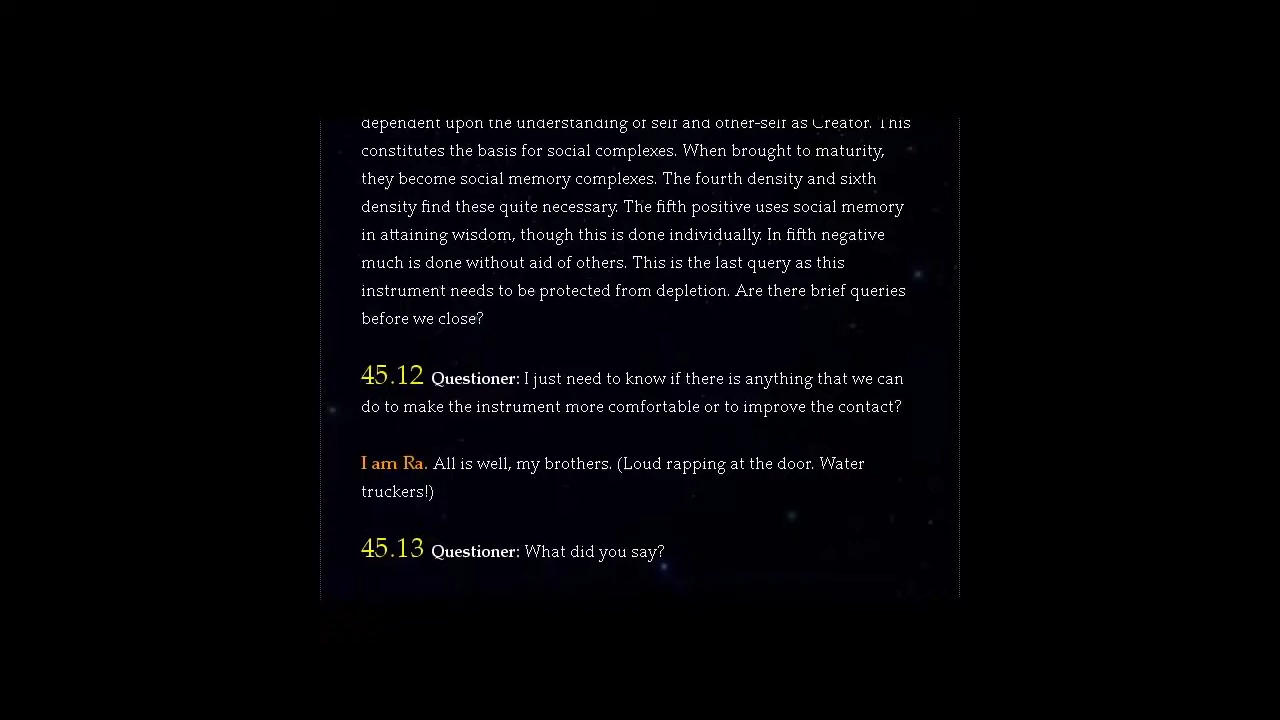 dependent upon the understanding of self and other-self as Creator. This
constitutes the basis for social complexes. When brought to maturity,
they become social memory complexes. The fourth density and sixth
density find these quite necessary. The fifth positive uses social memory
in attaining wisdom, though this is done individually. In fifth negative
much is done without aid of others. This is the last query as this
instrument needs to be protected from depletion. Are there brief queries
before we close?
45.12 Questioner: I just need to know if there is anything that we can
do to make the instrument more comfortable or to improve the contact?
I am Ra. All is well, my brothers. (Loud rapping at the door. Water
truckers!)
45.13 Questioner: What did you say?